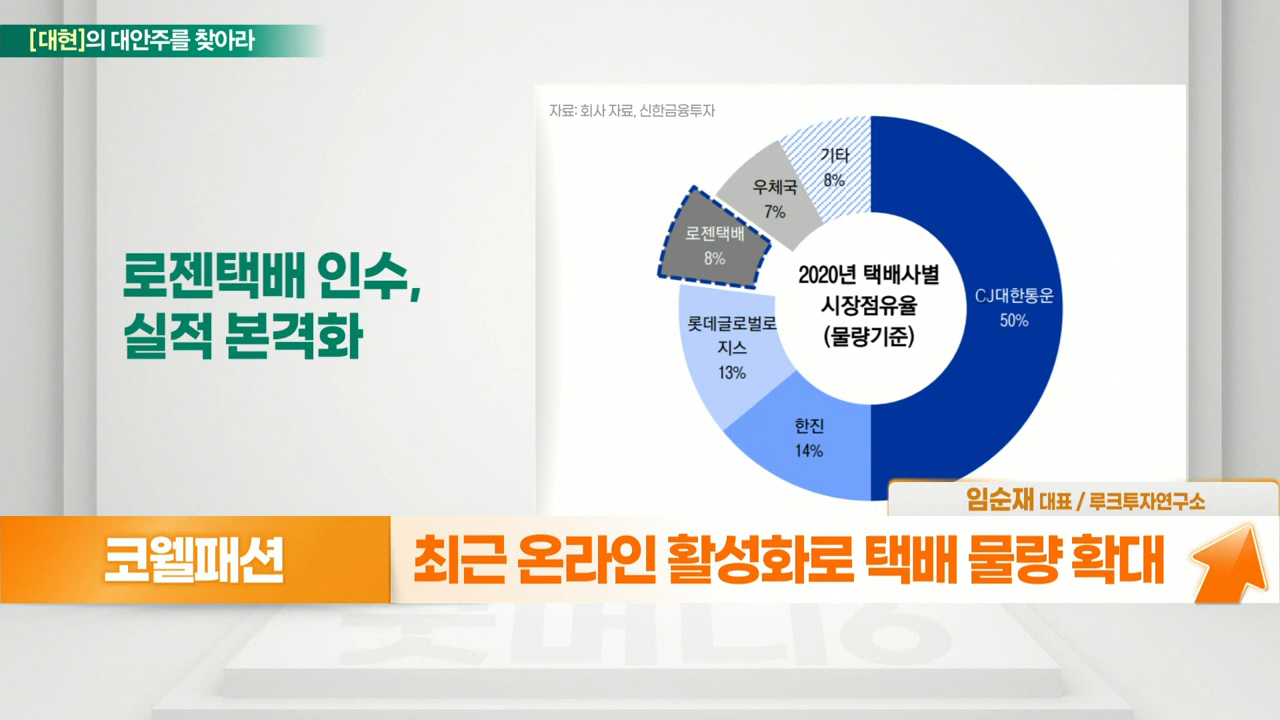 [대현]의 대안주를 찾아라
자료: 회사 자료, 신한금융투자
로젠택배 인수,
실적 본격화
기타
8%
우체국
7%
로젠택배
8%
롯데글로벌로
지스
13%
한진
14%
CJ대한통운
50%
2020년 택배사별
시장점유율
(물량기준)
임순재 대표 / 루크투자연구소
코웰패션
최근 온라인 활성화로 택배 물량 확대